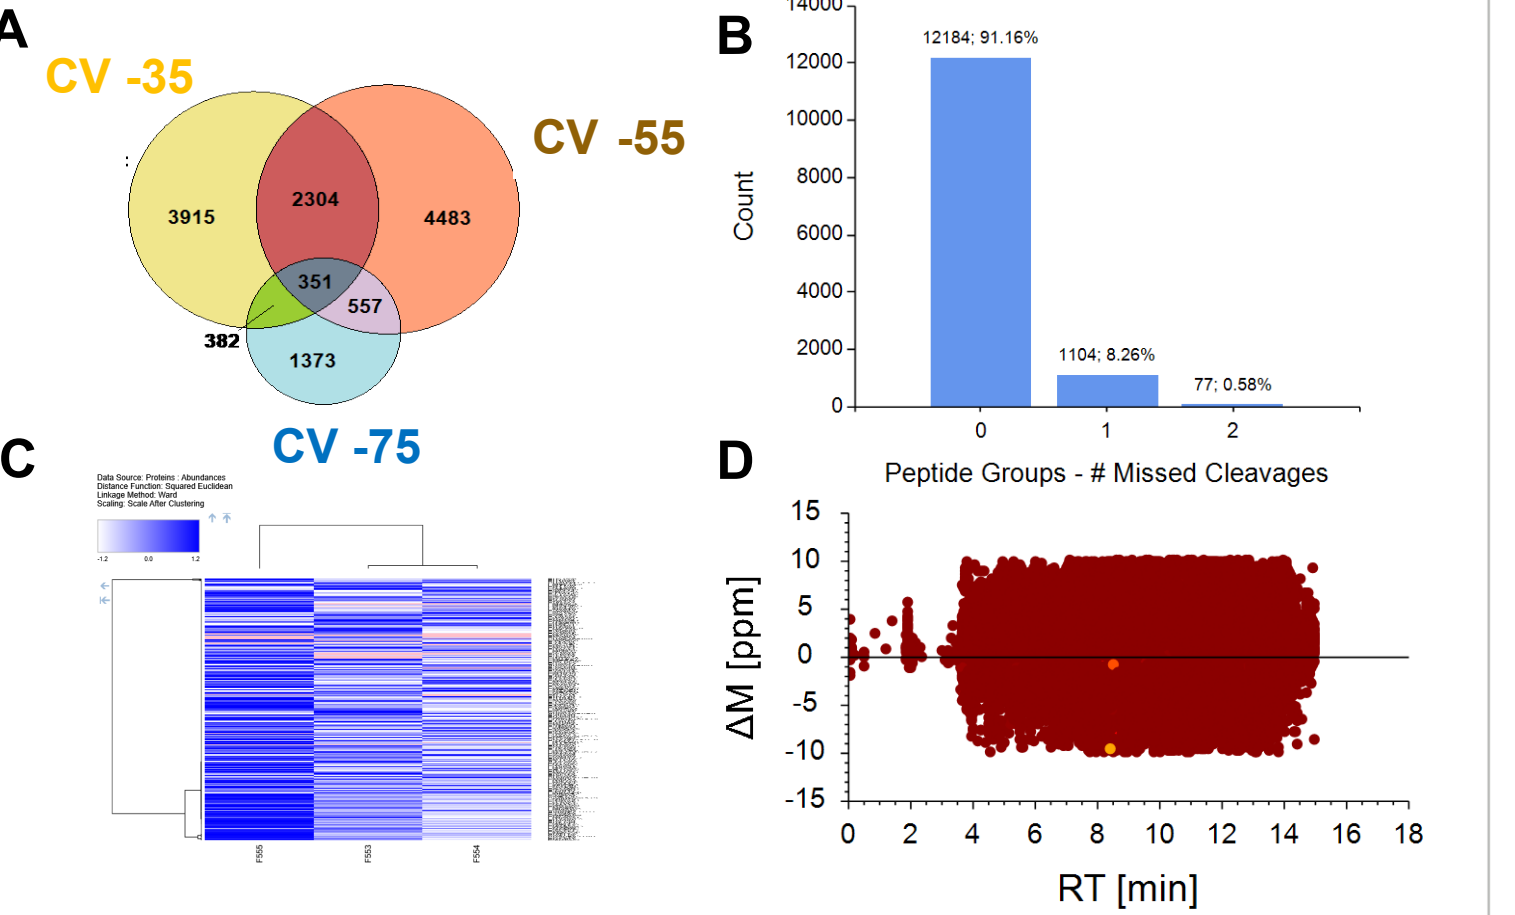 A
CV -35
CV -55
:
3915
2304
4483
351
557
382
1373
CV -75
B
14000
12000
10000
8000
6000
4000
2000
0
Count
12184; 91.16%
1104; 8.26%
77; 0.58%
0
1
2
Peptide Groups - # Missed Cleavages
C
Data Source: Proteins : Abundances
Distance Function: Squared Euclidean
Linkage Method: Ward
Scaling: Scale After Clustering
-1.2
0.0
1.2
F555
F553
F554
D
15
10
5
0
-5
-10
-15
ΔM [ppm]
0
2
4
6
8
10
12
14
16
18
RT [min]